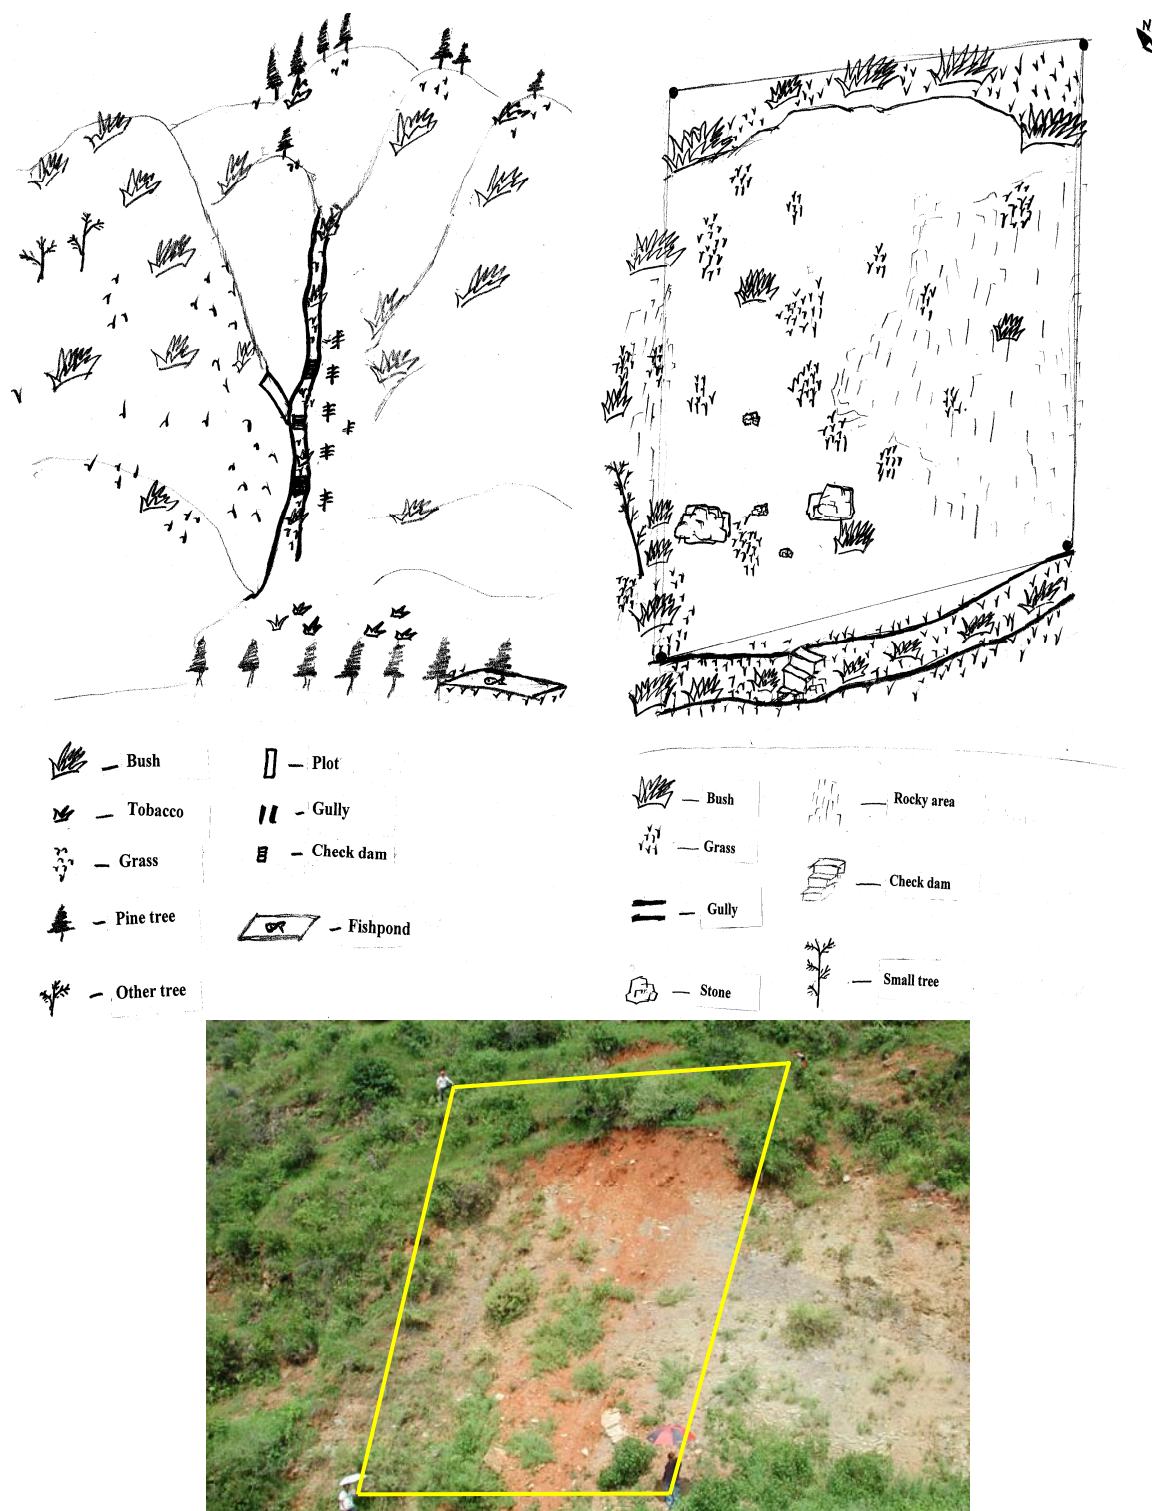 N
Bush
Plot
Tobacco
Gully
Grass
Check dam
Pine tree
Fishpond
Other tree
Bush
Rocky area
Grass
Check dam
Gully
Small tree
Stone